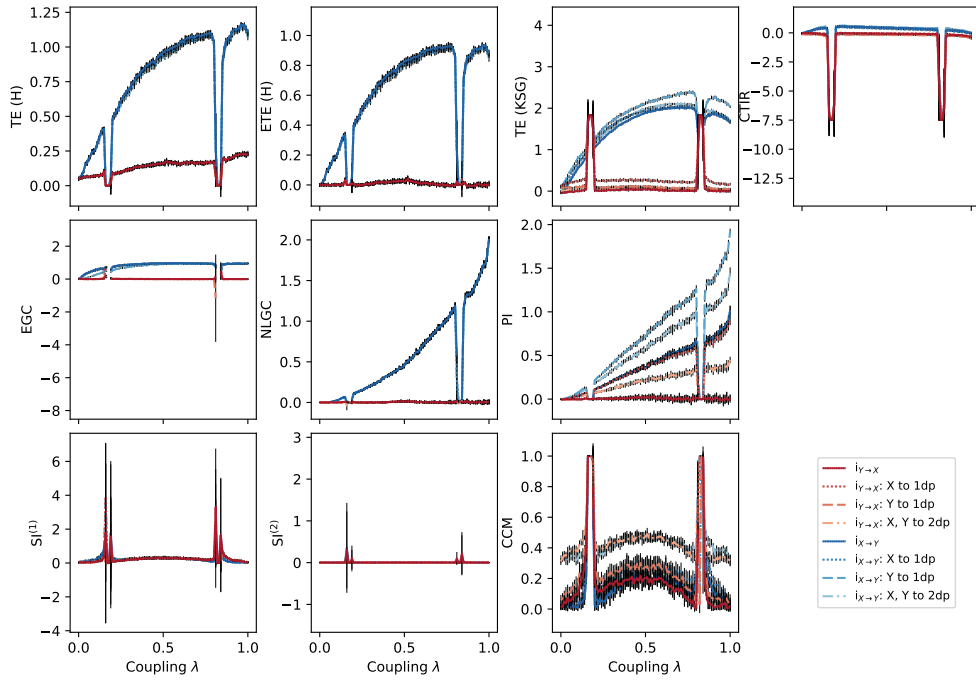 1.25
1.00
0.75
0.50
0.25
0.00
TE (H)
1.0
0.8
0.6
0.4
0.2
0.0
ETE (H)
4
3
2
1
0
TE (KSG)
0.0
−2.5
−5.0
−7.5
−10.0
−12.5
CTIR
2
0
−2
−4
−6
−8
EGC
2.0
1.5
1.0
0.5
0.0
NLGC
2.0
1.5
1.0
0.5
0.0
PI
6
4
2
0
−2
−4
SI⁽¹⁾
0.0 0.5 1.0
Coupling λ
2
1
0
−1
SI⁽²⁾
0.0 0.5 1.0
Coupling λ
1.0
0.8
0.6
0.4
0.2
0.0
CCM
0.0 0.5 1.0
Coupling λ
i_{Y→X}
i_{Y→X}: X to 1dp
i_{Y→X}: Y to 1dp
i_{Y→X}: X, Y to 2dp
i_{X→Y}
i_{X→Y}: X to 1dp
i_{X→Y}: Y to 1dp
i_{X→Y}: X, Y to 2dp